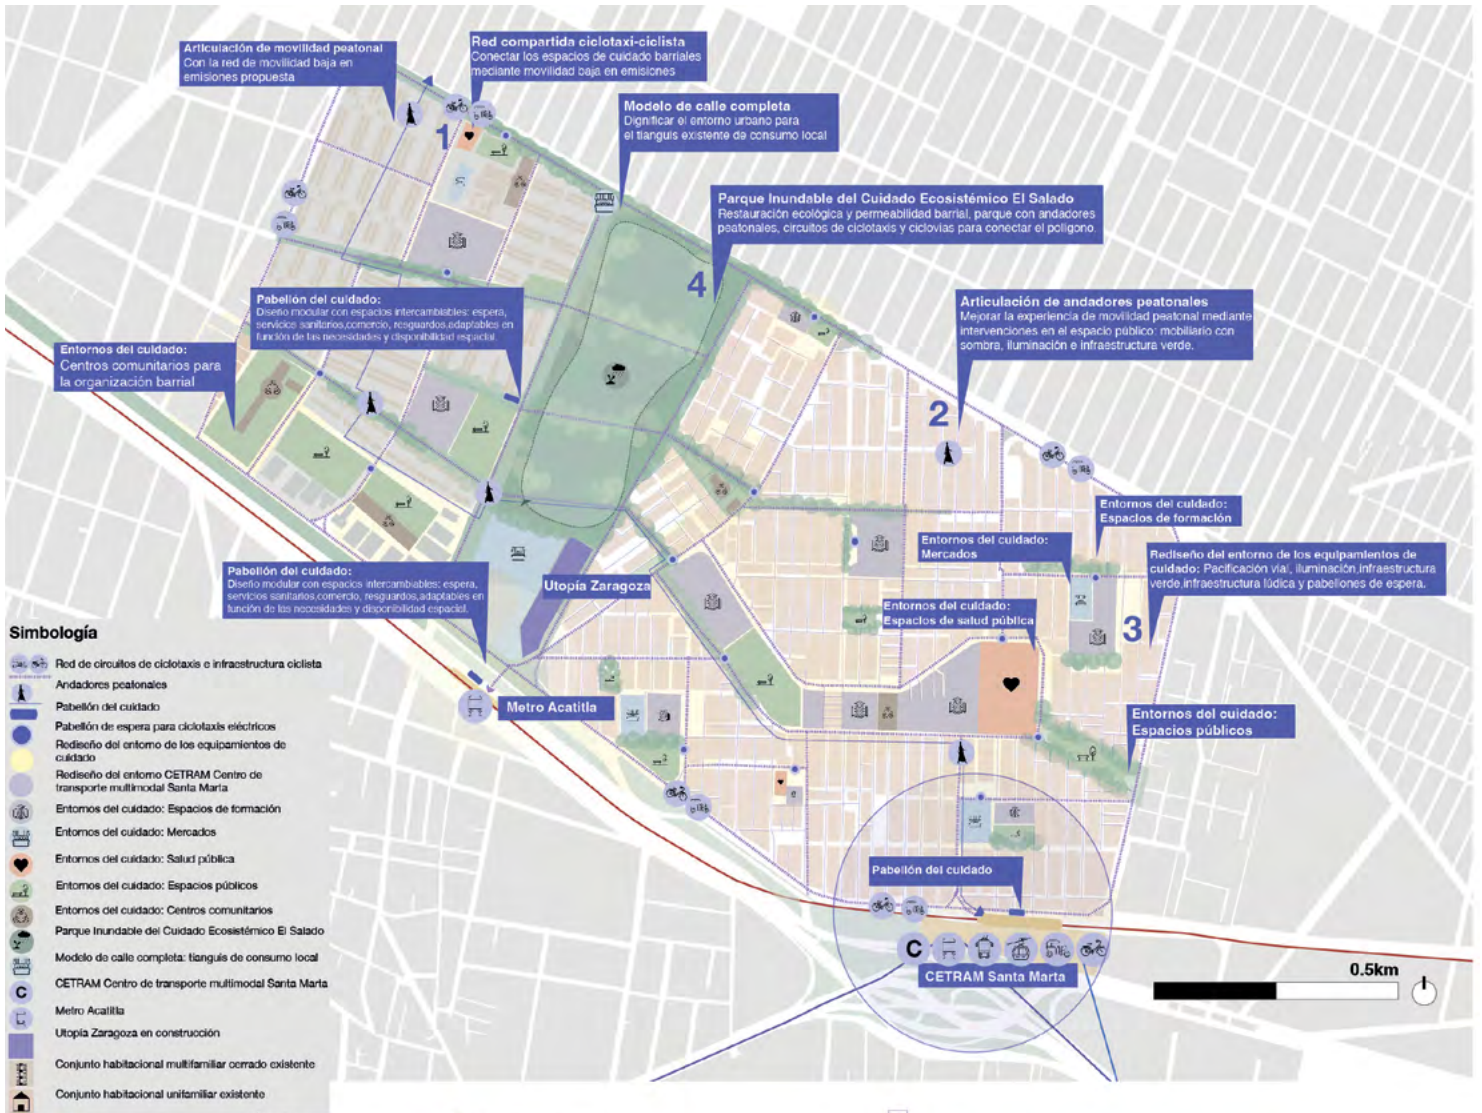 Articulación de movilidad peatonal
Con la red de movilidad baja en
emisiones propuesta
Red compartida ciclotaxi-ciclista
Conectar los espacios de cuidado barriales
mediante movilidad baja en emisiones
1
Modelo de calle completa
Dignificar el entorno urbano para
el tianguis existente de consumo local
Parque Inundable del Cuidado Ecosistémico El Salado
Restauración ecológica y permeabilidad barrial, parque con andadores
peatonales, circuitos de ciclotaxis y ciclovias para conectar el polígono.
4
Pabellón del cuidado:
Diseño modular con espacios intercambiables: espera,
servicios sanitarios,comercio, resguardos,adaptables en
función de las necesidades y disponibilidad espacial.
Articulación de andadores peatonales
Mejorar la experiencia de movilidad peatonal mediante
intervenciones en el espacio público: mobiliario con
sombra, iluminación e infraestructura verde.
Entornos del cuidado:
Centros comunitarios para
la organización barrial
2
Entornos del cuidado:
Espacios de formación
Entornos del cuidado:
Mercados
Rediseño del entorno de los equipamientos de
cuidado: Pacificación vial, iluminación,infraestructura
verde,infraestructura lúdica y pabellones de espera.
Pabellón del cuidado:
Diseño modular con espacios intercambiables: espera,
servicios sanitarios,comercio, resguardos,adaptables en
función de las necesidades y disponibilidad espacial.
Utopía Zaragoza
Entornos del cuidado:
Espacios de salud pública
3
Metro Acatitla
Entornos del cuidado:
Espacios públicos
Pabellón del cuidado
C
CETRAM Santa Marta
0.5km
Simbología
Red de circuitos de ciclotaxis e infraestructura ciclista
Andadores peatonales
Pabellón del cuidado
Pabellón de espera para ciclotaxis eléctricos
Rediseño del entorno de los equipamientos de
cuidado
Rediseño del entorno CETRAM Centro de
transporte multimodal Santa Marta
Entornos del cuidado: Espacios de formación
Entornos del cuidado: Mercados
Entornos del cuidado: Salud pública
Entornos del cuidado: Espacios públicos
Entornos del cuidado: Centros comunitarios
Parque Inundable del Cuidado Ecosistémico El Salado
Modelo de calle completa: tianguis de consumo local
C
CETRAM Centro de transporte multimodal Santa Marta
Metro Acatitla
Utopía Zaragoza en construcción
Conjunto habitacional multifamiliar cerrado existente
Conjunto habitacional unifamiliar existente